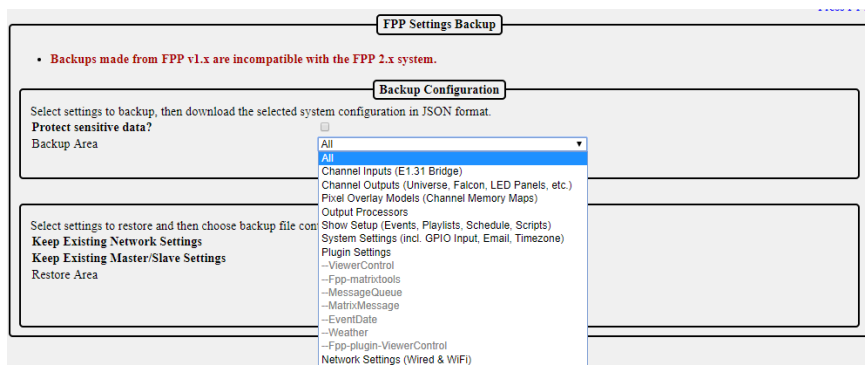 FPP Settings Backup
• Backups made from FPP v1.x are incompatible with the FPP 2.x system.
Backup Configuration
Select settings to backup, then download the selected system configuration in JSON format.
Protect sensitive data?
Backup Area
All
All
Channel Inputs (E1.31 Bridge)
Channel Outputs (Universe, Falcon, LED Panels, etc.)
Pixel Overlay Models (Channel Memory Maps)
Output Processors
Show Setup (Events, Playlists, Schedule, Scripts)
System Settings (incl. GPIO Input, Email, Timezone)
Plugin Settings
--ViewerControl
--Fpp-matrixtools
--MessageQueue
--MatrixMessage
--EventDate
--Weather
--Fpp-plugin-ViewerControl
Network Settings (Wired & WiFi)
Select settings to restore and then choose backup file
Keep Existing Network Settings
Keep Existing Master/Slave Settings
Restore Area